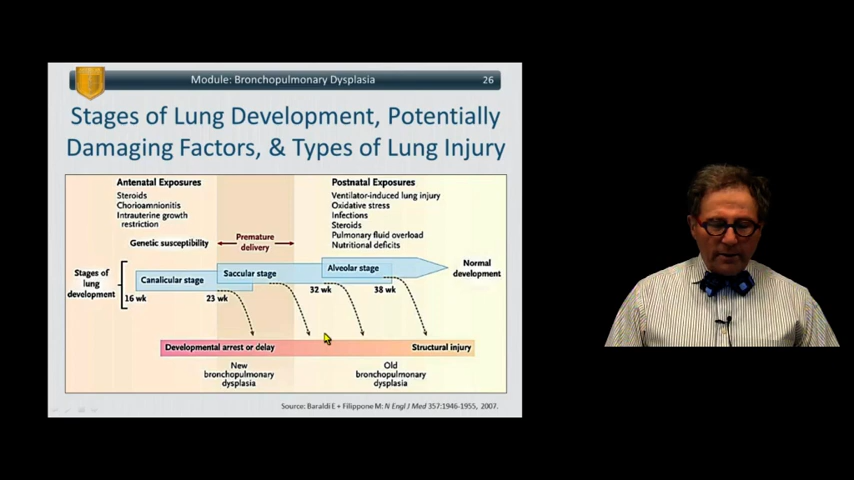 Module: Bronchopulmonary Dysplasia
26
Stages of Lung Development, Potentially
Damaging Factors, & Types of Lung Injury
Antenatal Exposures
Steroids
Chorioamnionitis
Intrauterine growth
restriction
Genetic susceptibility
Premature
delivery
Postnatal Exposures
Ventilator-induced lung injury
Oxidative stress
Infections
Steroids
Pulmonary fluid overload
Nutritional deficits
Stages of
lung
development
Canalicular stage
Saccular stage
Alveolar stage
Normal
development
16 wk
23 wk
32 wk
38 wk
Developmental arrest or delay
Structural injury
New
bronchopulmonary
dysplasia
Old
bronchopulmonary
dysplasia
Source: Baraldi E + Filippone M: N Engl J Med 357:1946-1955, 2007.